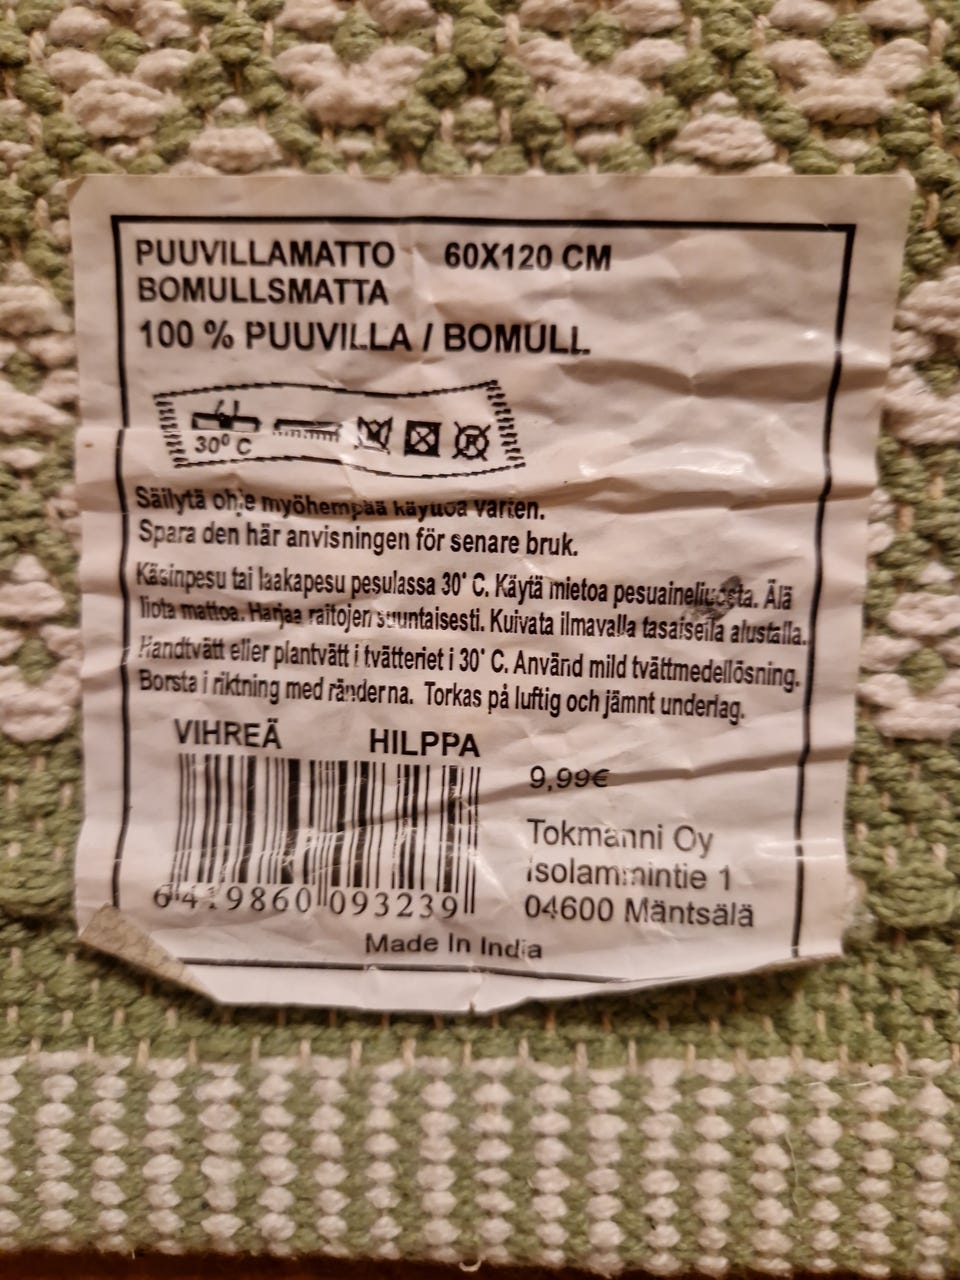 PUUVILLAMATTO 60X120 CM
BOMULLSMATTA
100 % PUUVILLA / BOMULL
30° C
Säilytä ohje myöhempää käyttöä varten.
Spara den här anvisningen för senare bruk.
Käsinpesu tai laakapesu pesulassa 30° C. Käytä mietoa pesuaineliuosta. Älä
liota mattoa. Harjaa raitojen suuntaisesti. Kuivata ilmavalla tasaisella alustalla.
Handtvätt eller plantvätt i tvätteriet i 30° C. Använd mild tvättmedellösning.
Borsta i riktning med ränderna. Torkas på luftig och jämnt underlag.
VIHREÄ HILPPA
9,99€
Tokmanni Oy
Isolammintie 1
04600 Mäntsälä
6419860093239
Made In India